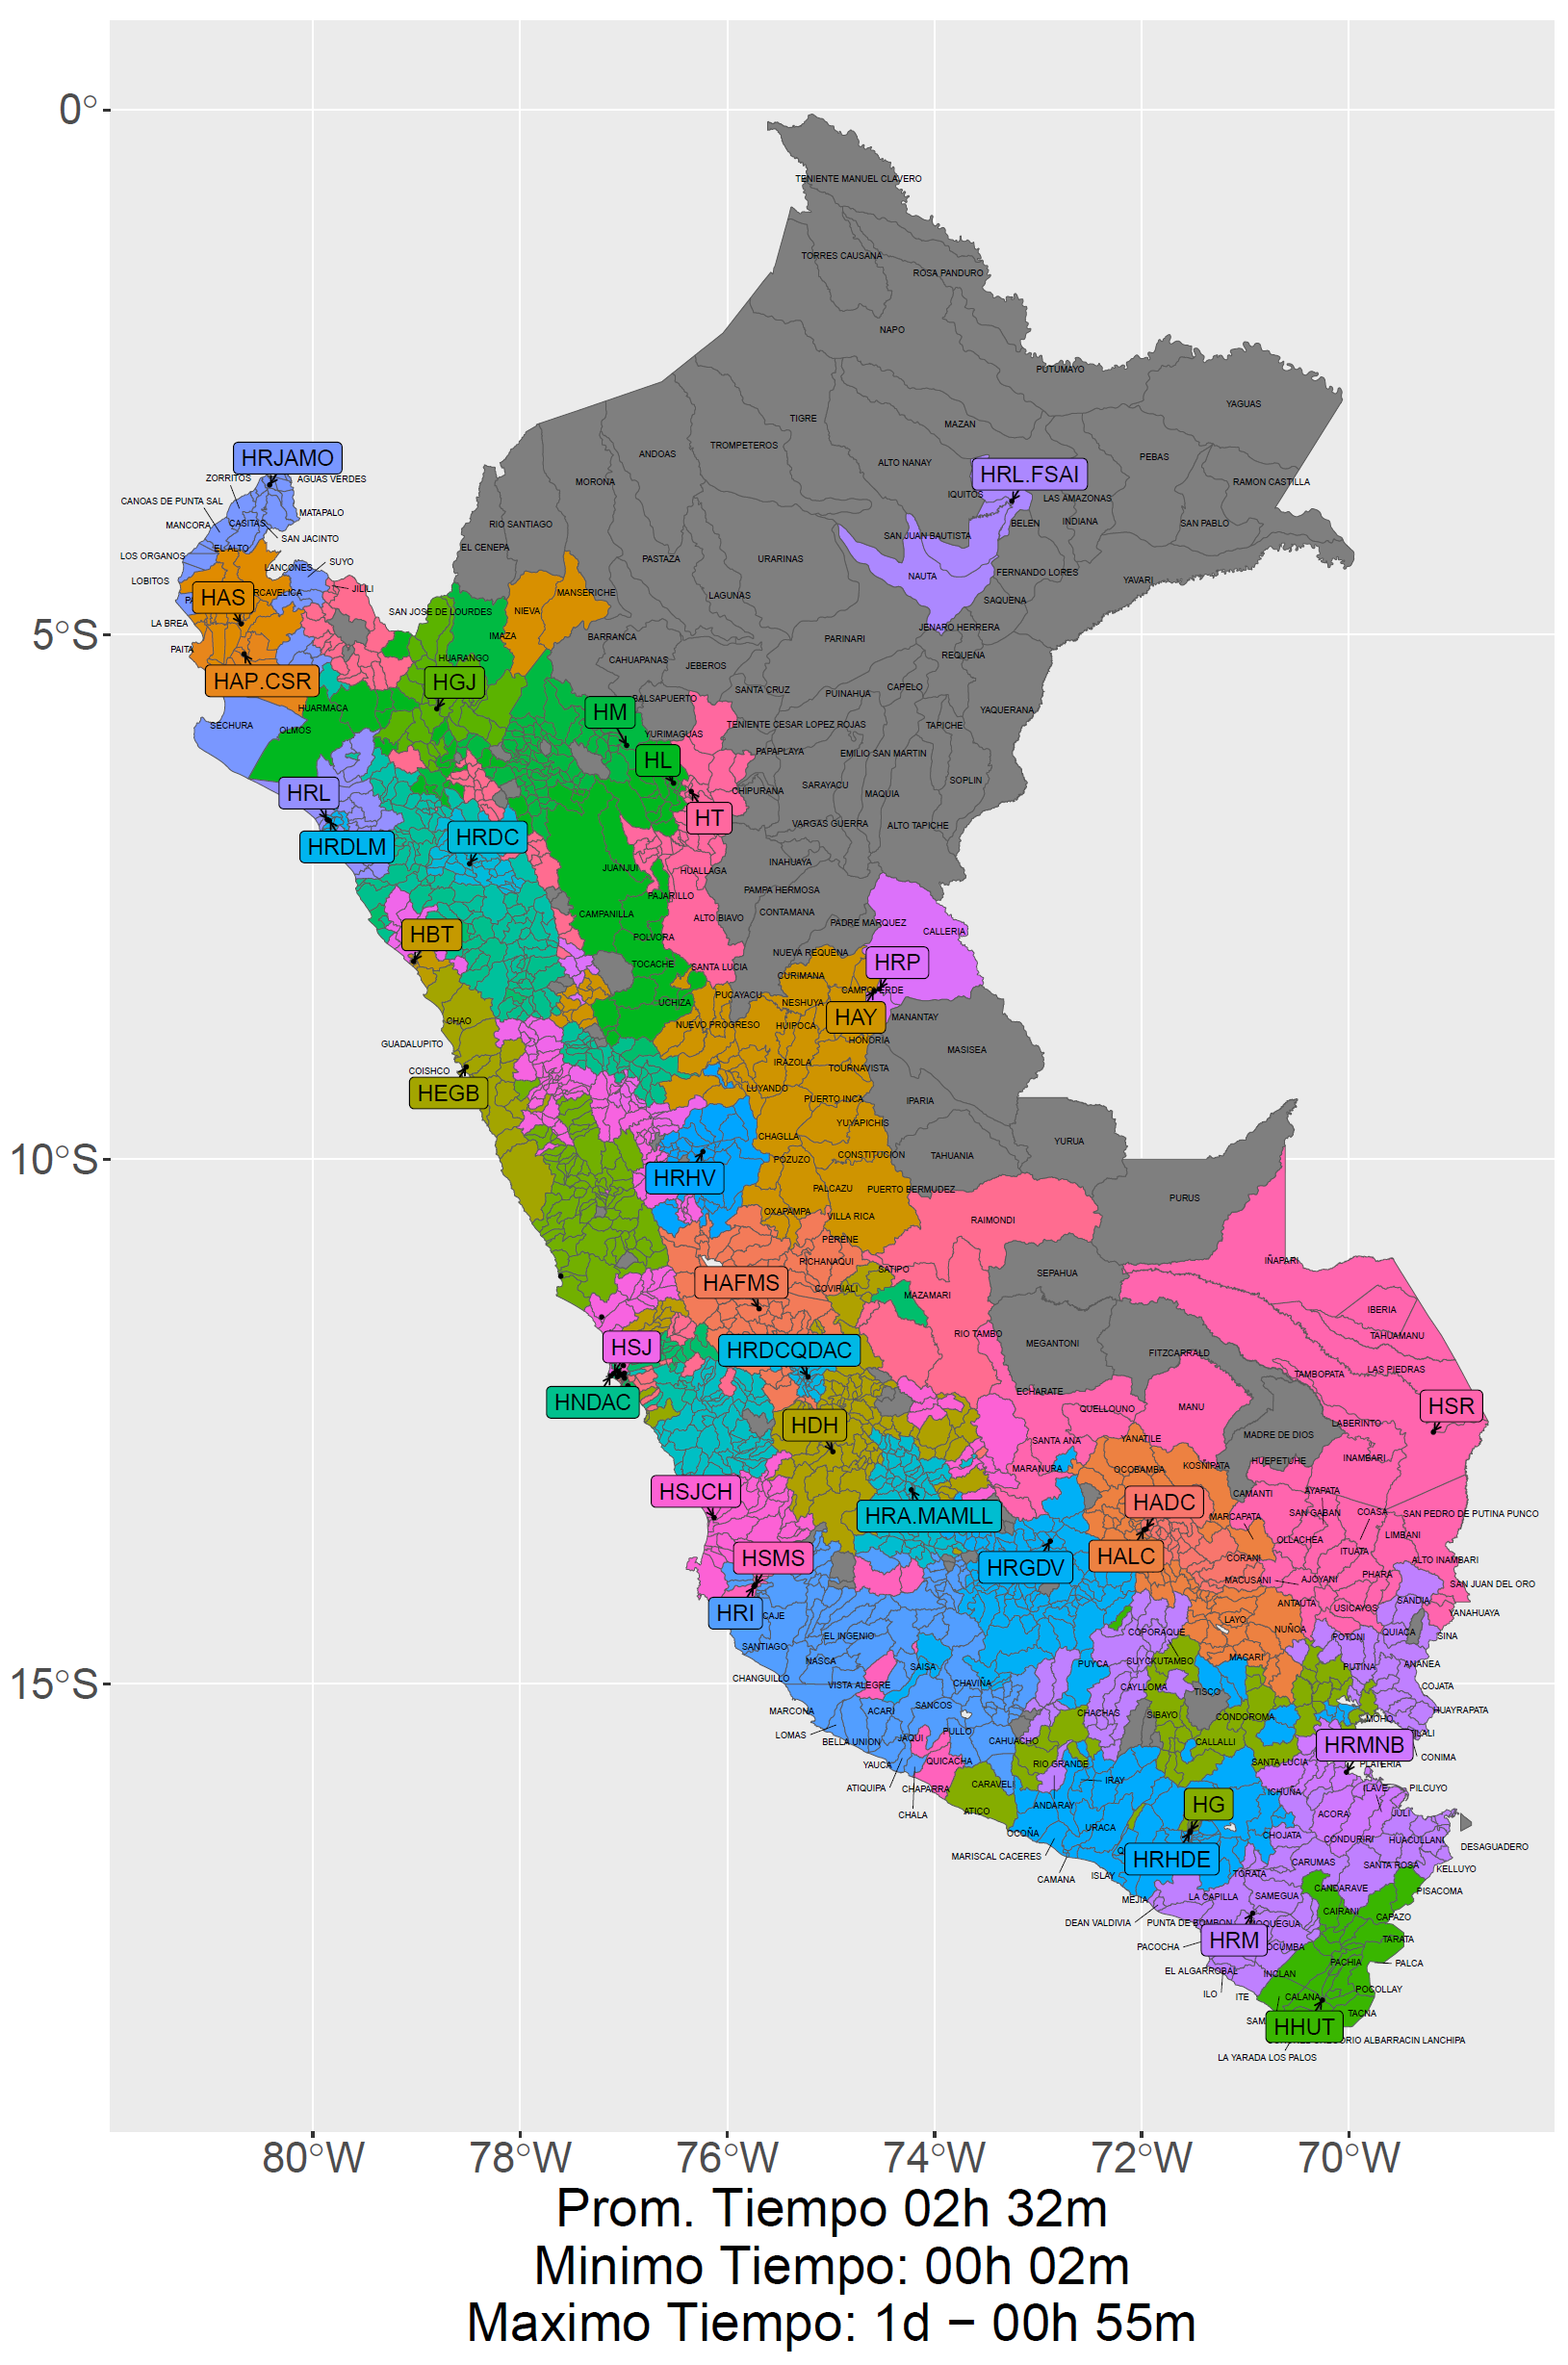 0°
TENIENTE MANUEL CLAVERO
TORRES CAUSANA
ROSA PANDURO
NAPO
PUTUMAYO
YAGUAS
TIGRE
MAZAN
TROMPETEROS
ANDOAS
PEBAS
HRJAMO
ALTO NANAY
HRL.FSAI
ZORRITOS
AGUAS VERDES
MORONA
RAMON CASTILLA
IQUITOS
LAS AMAZONAS
CANOAS DE PUNTA SAL
MATAPALO
MANCORA
CASITAS
RIO SANTIAGO
BELEN
INDIANA
SAN PABLO
SAN JACINTO
SAN JUAN BAUTISTA
EL CENEPA
EL ALTO
LOS ORGANOS
SUYO
LANCONES
PASTAZA
URARINAS
NAUTA
FERNANDO LORES
YAVARI
LOBITOS
JILILI
MANSERICHE
LAGUNAS
SAQUENA
HAS
SAN JOSE DE LOURDES
NIEVA
LA BREA
5°S
IMAZA
BARRANCA
PARINARI
JENARO HERRERA
PAITA
HUARANGO
CAHUAPANAS
JEBEROS
REQUENA
HAP.CSR
HGJ
SANTA CRUZ
PUINAHUA
CAPELO
BALSAPUERTO
HUARMACA
HM
YAQUERANA
SECHURA
OLMOS
YURIMAGUAS
TENIENTE CESAR LOPEZ ROJAS
TAPICHE
HL
PAPAPLAYA
EMILIO SAN MARTIN
HRL
CHIPURANA
SARAYACU
MAQUIA
SOPLIN
HT
HRDLM
HRDC
VARGAS GUERRA
ALTO TAPICHE
JUANJUI
HUALLAGA
INAHUAYA
PAJARILLO
PAMPA HERMOSA
CAMPANILLA
ALTO BIAVO
CONTAMANA
PADRE MARQUEZ
CALLERIA
HBT
POLVORA
NUEVA REQUENA
HRP
TOCACHE
SANTA LUCIA
CURIMANA
UCHIZA
PUCAYACU
NESHUYA
HAY
MANANTAY
CHAO
NUEVO PROGRESO
HUIPOCA
HONORIA
GUADALUPITO
MASISEA
COISHCO
IRAZOLA
TOURNAVISTA
HEGB
LUYANDO
PUERTO INCA
IPARIA
YUYAPICHIS
CHAGLLA
YURUA
10°S
POZUZO
CONSTITUCIÓN
TAHUANIA
HRHV
PALCAZU
PUERTO BERMUDEZ
PURUS
OXAPAMPA
VILLA RICA
RAIMONDI
PERENE
PICHANAQUI
IÑAPARI
SATIPO
SEPAHUA
HAFMS
COVIRIALI
MAZAMARI
IBERIA
RIO TAMBO
MEGANTONI
TAHUAMANU
HSJ
HRDCQDAC
FITZCARRALD
LAS PIEDRAS
TAMBOPATA
HNDAC
ECHARATE
QUELLOUNO
MANU
HSR
HDH
LABERINTO
SANTA ANA
YANATILE
MADRE DE DIOS
MARANURA
OCOBAMBA
KOSÑIPATA
HUEPETUHE
INAMBARI
HSJCH
CAMANTI
AYAPATA
HADC
HRA.MAMLL
MARCAPATA
SAN GABAN
COASA
SAN PEDRO DE PUTINA PUNCO
OLLACHEA
LIMBANI
HSMS
HALC
ITUATA
HRGDV
CORANI
ALTO INAMBARI
MACUSANI
AJOYANI
PHARA
SAN JUAN DEL ORO
HRI
CAJE
ANTAUTA
USICAYOS
SANDIA
YANAHUAYA
SANTIAGO
EL INGENIO
COPORAQUE
LAYO
NUÑOA
POTONI
QUIACA
SINA
NASCA
SAISA
PUYCA
SUYCKUTAMBO
MACARI
PUTINA
ANANEA
15°S
CHANGUILLO
VISTA ALEGRE
CHAVIÑA
CAYLLOMA
TISCO
COJATA
MARCONA
ACARI
SANCOS
CHACHAS
SIBAYO
CONDOROMA
MOHO
HUAYRAPATA
LOMAS
BELLA UNION
JAQUI
PULLO
CAHUACHO
CALLALLI
HRMNB
CONIMA
YAUCA
QUICACHA
RIO GRANDE
SANTA LUCIA
PLATERIA
ATIQUIPA
CHAPARRA
CARAVELI
IRAY
ICHUÑA
ILAVE
PILCUYO
CHALA
ATICO
ANDARAY
HG
ACORA
JULI
OCOÑA
URACA
CHOJATA
CONDURIRI
HUACULLANI
DESAGUADERO
MARISCAL CACERES
HRHDE
CARUMAS
SANTA ROSA
KELLUYO
CAMANA
ISLAY
TORATA
CANDARAVE
PISACOMA
MEJIA
LA CAPILLA
SAMEGUA
CAIRANI
CAPAZO
DEAN VALDIVIA
PUNTA DE BOMBON
MOQUEGUA
TARATA
PACOCHA
HRM
PACHIA
PALCA
EL ALGARROBAL
INCLAN
ILO
ITE
CALANA
POCOLLAY
TACNA
HHUT
LA YARADA LOS PALOS
80°W 78°W 76°W 74°W 72°W 70°W
Prom. Tiempo 02h 32m
Minimo Tiempo: 00h 02m
Maximo Tiempo: 1d − 00h 55m